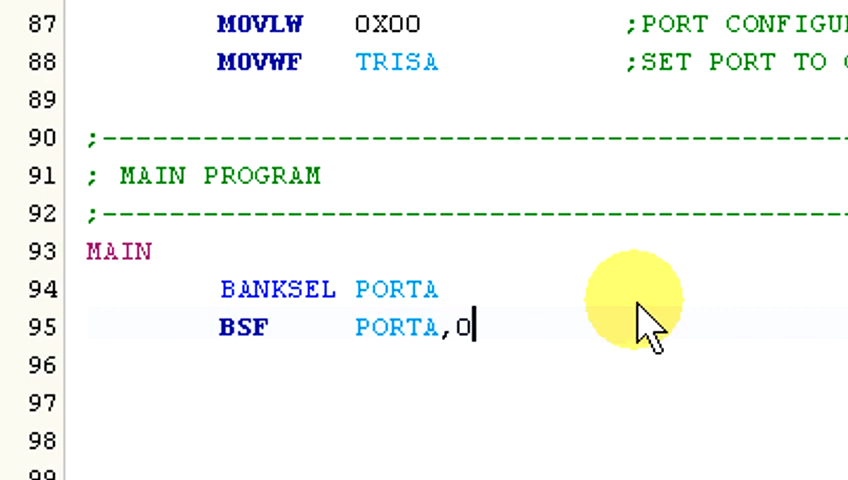 87 MOVLW 0X00 ;PORT
88 MOVWF TRISA ;SET PORT TO
89
90 ;--------------------------------------------
91 ; MAIN PROGRAM
92 ;--------------------------------------------
93 MAIN
94 BANKSEL PORTA
95 BSF PORTA,0
96
97
98